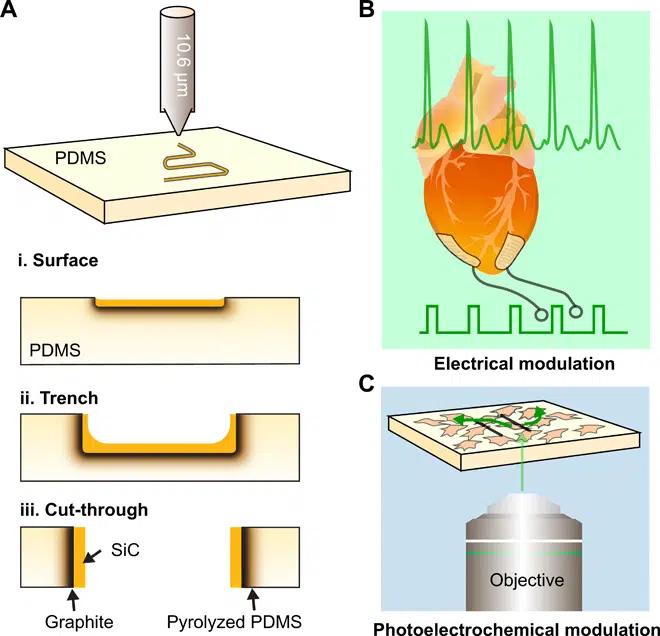 A
10.6 µm
PDMS
i. Surface
PDMS
ii. Trench
iii. Cut-through
SiC
Graphite
Pyrolyzed PDMS
B
Electrical modulation
C
Objective
Photoelectrochemical modulation